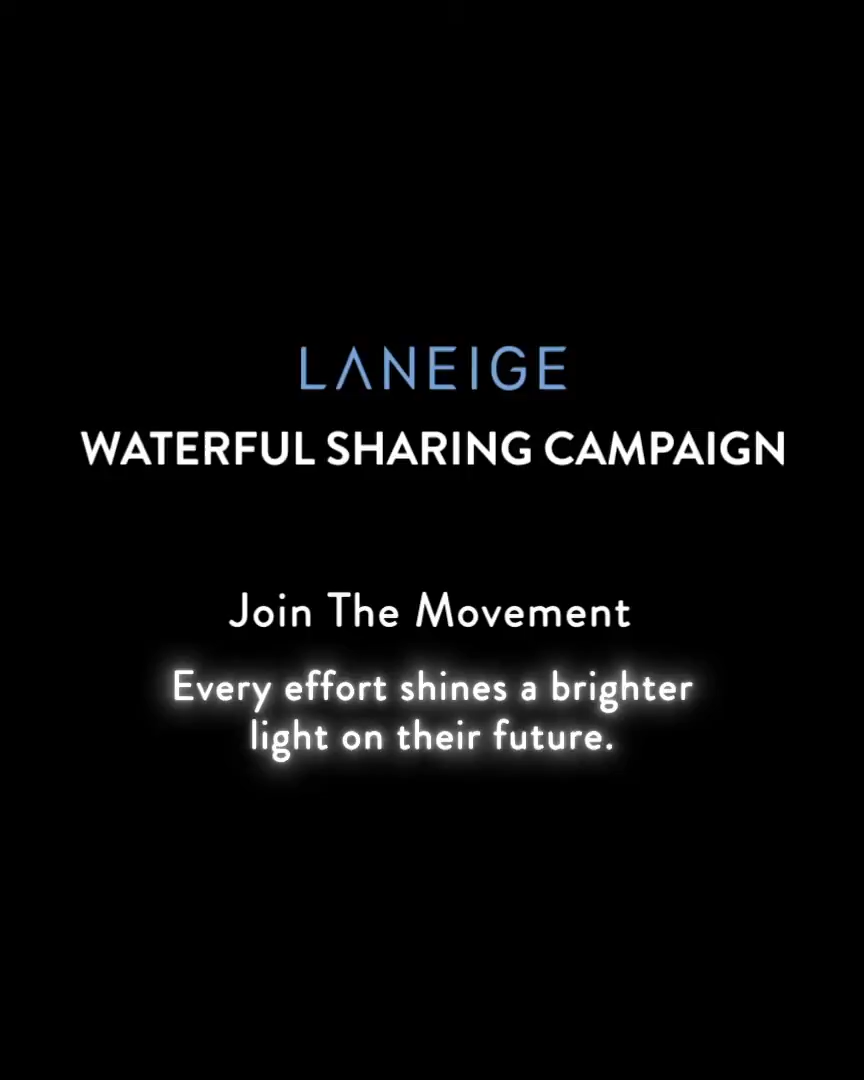 LANEIGE
WATERFUL SHARING CAMPAIGN
Join The Movement
Every effort shines a brighter
light on their future.